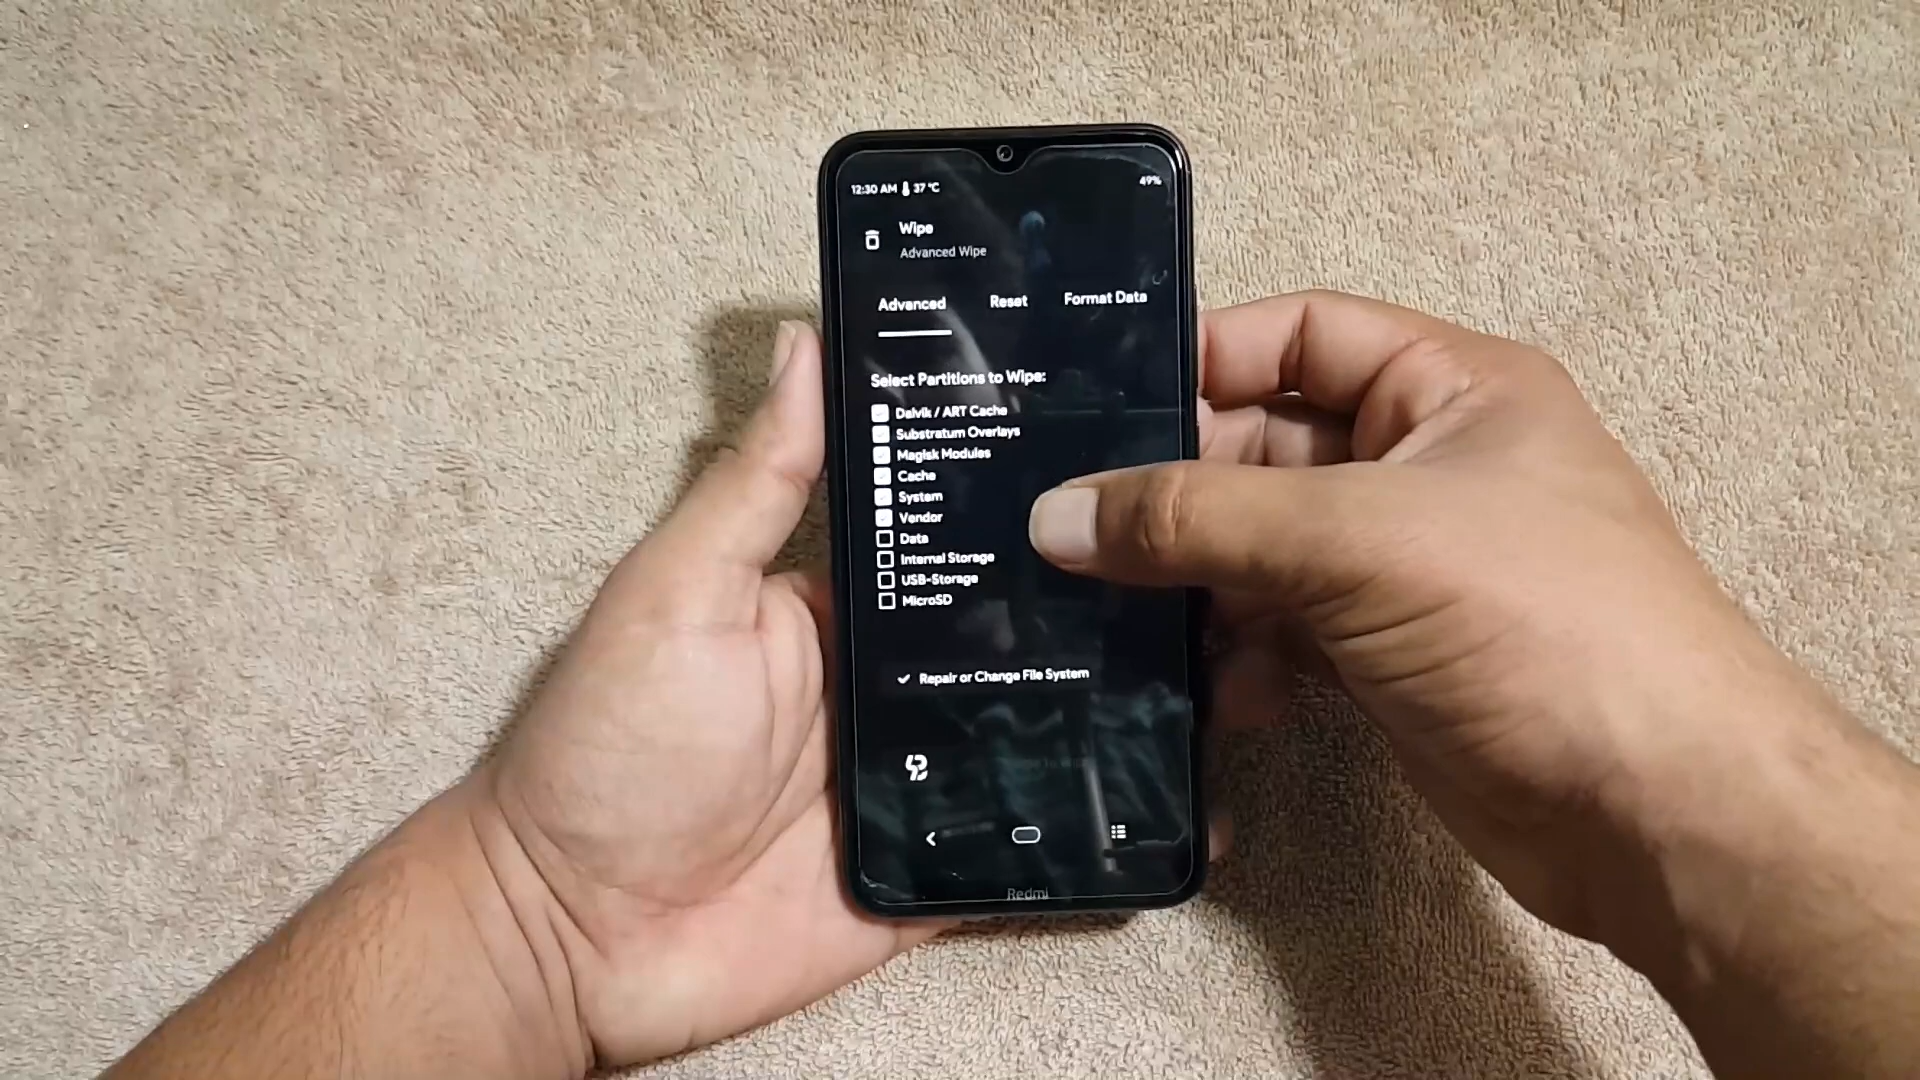 12:30 AM 37 °C 49%
Wipe
Advanced Wipe
Advanced Reset Format Data
Select Partitions to Wipe:
Dalvik / ART Cache
Substratum Overlays
Magisk Modules
Cache
System
Vendor
Data
Internal Storage
USB-Storage
MicroSD
Repair or Change File System
Redmi